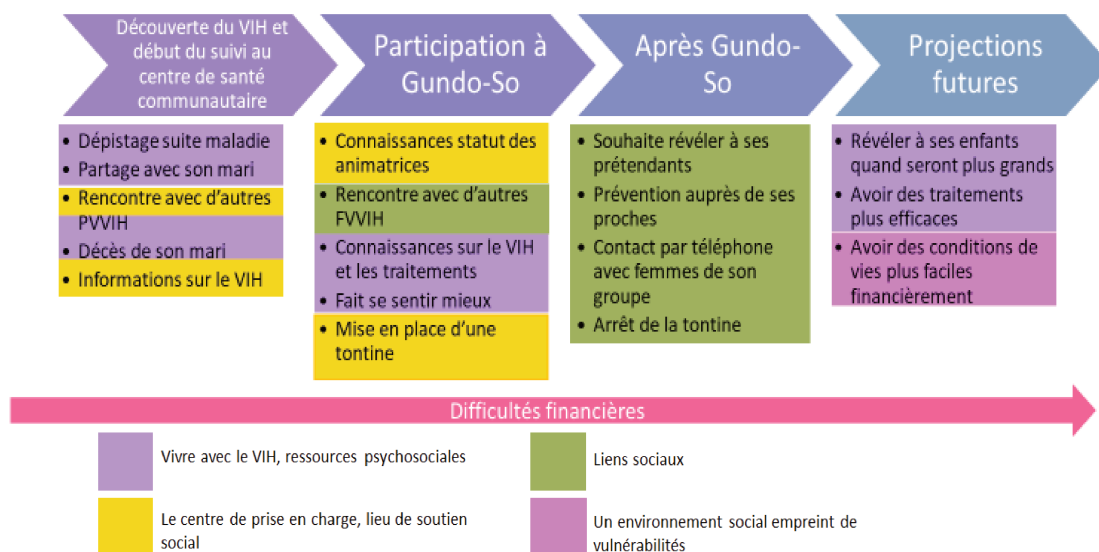 Découverte du VIH et
début du suivi au
centre de santé
communautaire
Participation à
Gundo-So
Après Gundo-
So
Projections
futures
• Dépistage suite maladie
• Partage avec son mari
• Rencontre avec d'autres
PVVIH
• Décès de son mari
• Informations sur le VIH
• Connaissances statut des
animatrices
• Rencontre avec d'autres
FVVIH
• Connaissances sur le VIH
et les traitements
• Fait se sentir mieux
• Mise en place d'une
tontine
• Souhaite révéler à ses
prétendants
• Prévention auprès de ses
proches
• Contact par téléphone
avec femmes de son
groupe
• Arrêt de la tontine
• Révéler à ses enfants
quand seront plus grands
• Avoir des traitements
plus efficaces
• Avoir des conditions de
vies plus faciles
financièrement
Difficultés financières
Vivre avec le VIH, ressources psychosociales
Liens sociaux
Le centre de prise en charge, lieu de soutien
social
Un environnement social empreint de
vulnérabilités